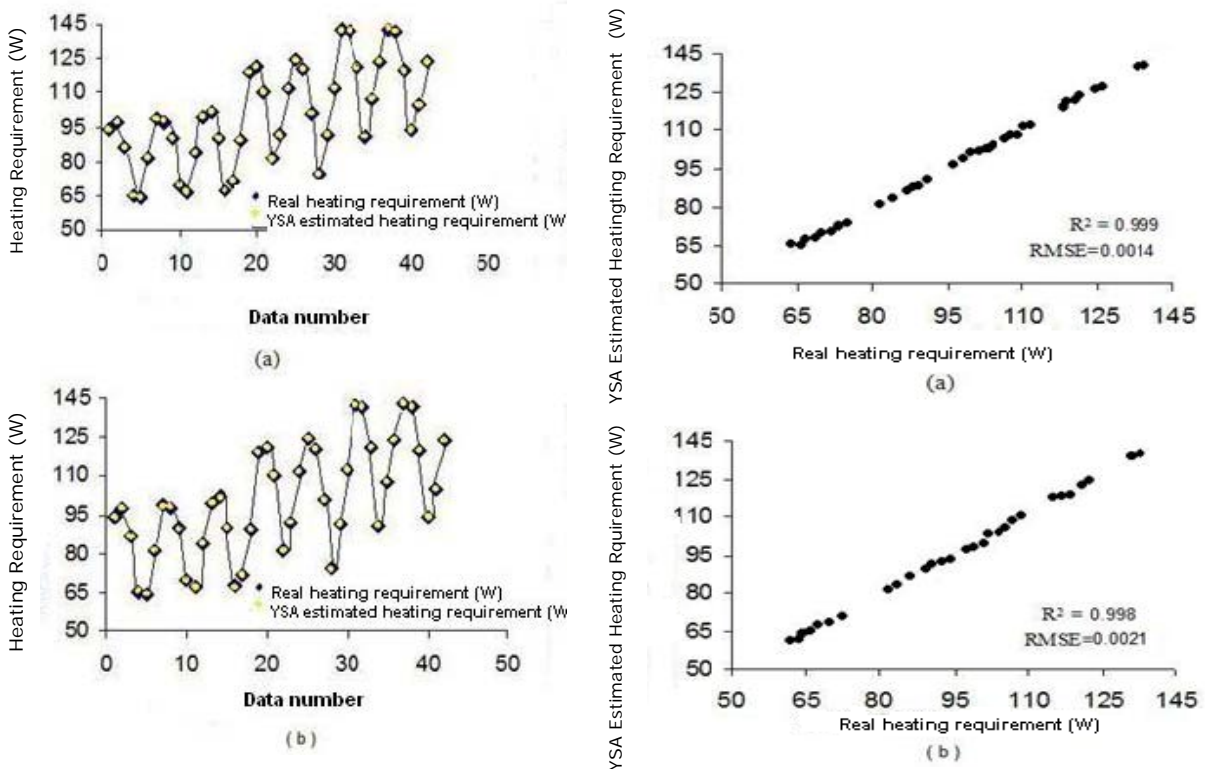 Heating Requirement (W)
145
125
110
95
80
65
50
Real heating requirement (W)
YSA estimated heating requirement (W
0 10 20 30 40 50
Data number
(a)
YSA Estimated Heatingting Requirement (W)
145
125
110
95
80
65
50
R² = 0.999
RMSE=0.0014
50 65 80 95 110 125 145
Real heating requirement (W)
(a)
Heating Requirement (W)
145
125
110
95
80
65
50
Real heating requirement (W)
YSA estimated heating requirement (W
0 10 20 30 40 50
Data number
(b)
YSA Estimated Heating Rquirement (W)
145
125
110
95
80
65
50
R² = 0.998
RMSE=0.0021
50 65 80 95 110 125 145
Real heating requirement (W)
(b)